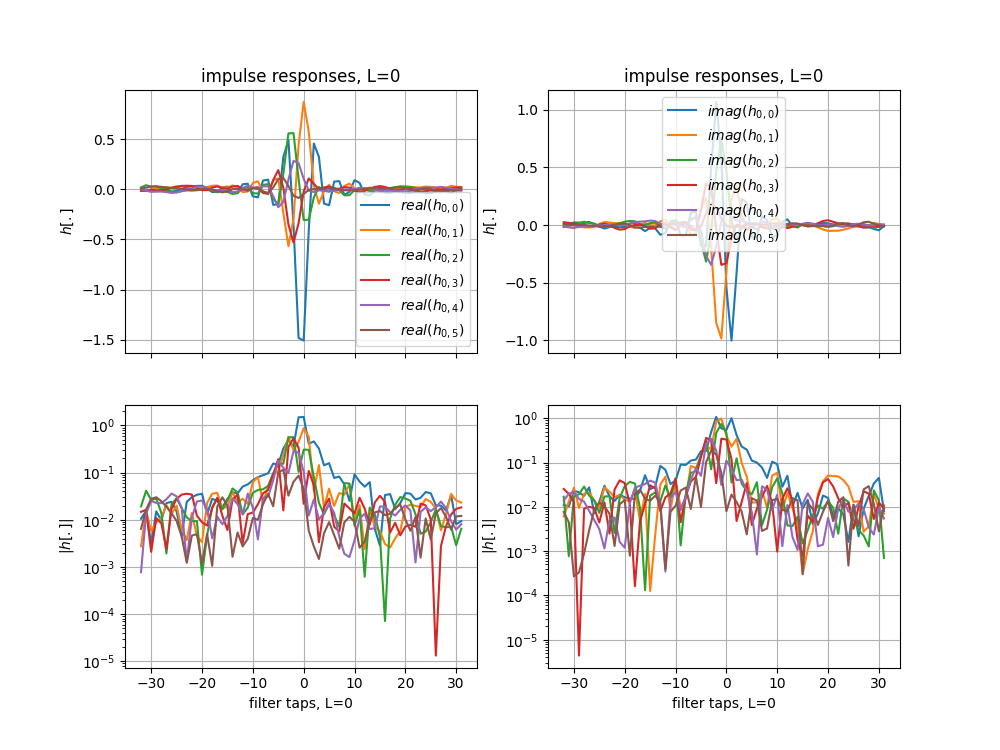 impulse responses, L=0
0.5
0.0
−0.5
−1.0
−1.5
h[.]
real(h0,0)
real(h0,1)
real(h0,2)
real(h0,3)
real(h0,4)
real(h0,5)
impulse responses, L=0
1.0
0.5
0.0
−0.5
−1.0
h[.]
imag(h0,0)
imag(h0,1)
imag(h0,2)
imag(h0,3)
imag(h0,4)
imag(h0,5)
10^0
10^−1
10^−2
10^−3
10^−4
10^−5
|h[.]|
−30 −20 −10 0 10 20 30
filter taps, L=0
10^0
10^−1
10^−2
10^−3
10^−4
10^−5
|h[.]|
−30 −20 −10 0 10 20 30
filter taps, L=0